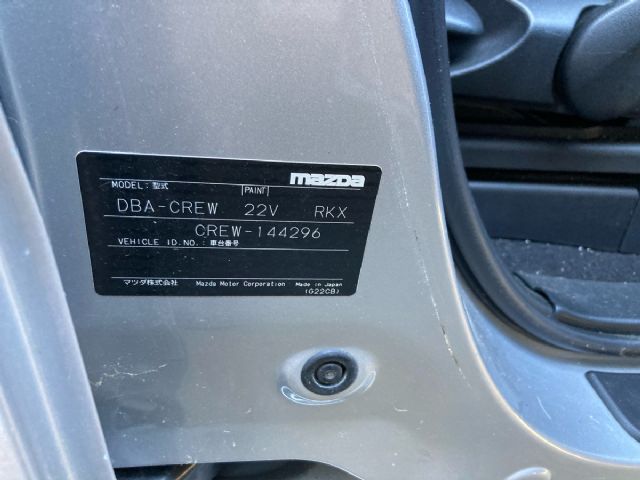 mazda
MODEL: 型式 PAINT
DBA-CREW 22V RKX
CREW-144296
VEHICLE ID.NO.: 車台番号
マツダ株式会社 Mazda Motor Corporation Made in Japan
(G22CB)